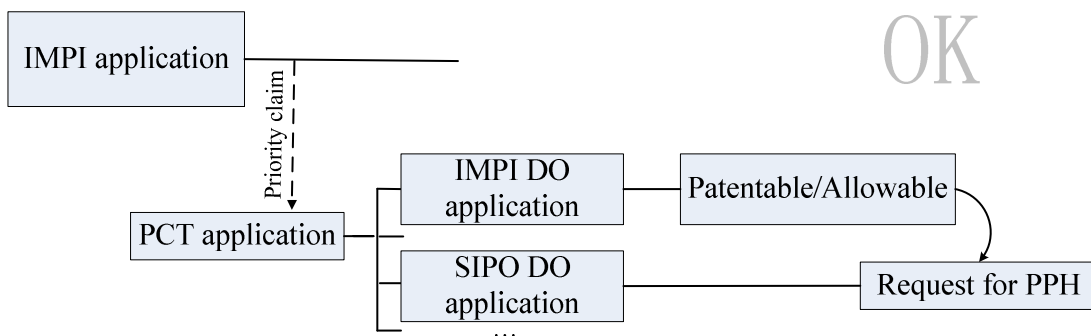 OK
IMPI application
Priority claim
IMPI DO
application
Patentable/Allowable
PCT application
SIPO DO
application
Request for PPH
...